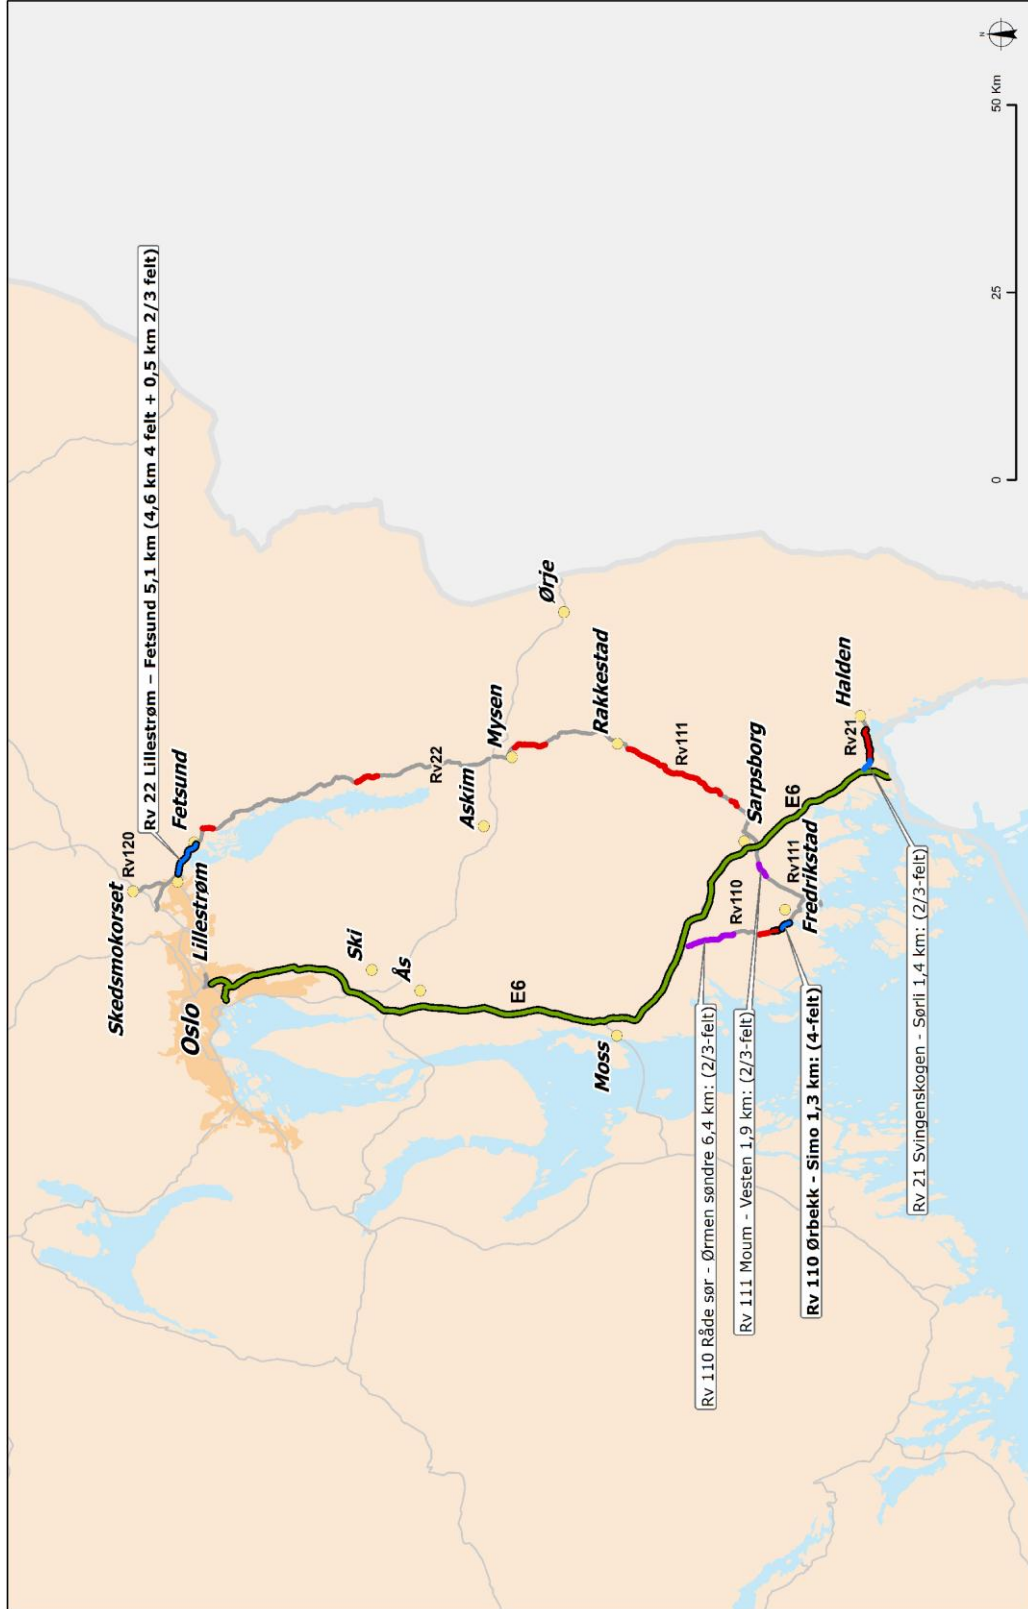 Rv 22 Lillestrøm – Fetsund 5,1 km (4,6 km 4 felt + 0,5 km 2/3 felt)
Skedsmokorset
Rv120
Fetsund
Lillestrøm
Oslo
Ski
Ås
Rv22
Askim
Mysen
Ørje
E6
Moss
Rakkestad
Rv111
Sarpsborg
Rv110
E6
Rv111
Fredrikstad
Rv21
Halden
Rv 110 Råde sør - Ørmen søndre 6,4 km: (2/3-felt)
Rv 111 Moum - Vesten 1,9 km: (2/3-felt)
Rv 110 Ørbekk - Simo 1,3 km: (4-felt)
Rv 21 Svingenskogen - Sørli 1,4 km: (2/3-felt)
0 25 50 Km
N